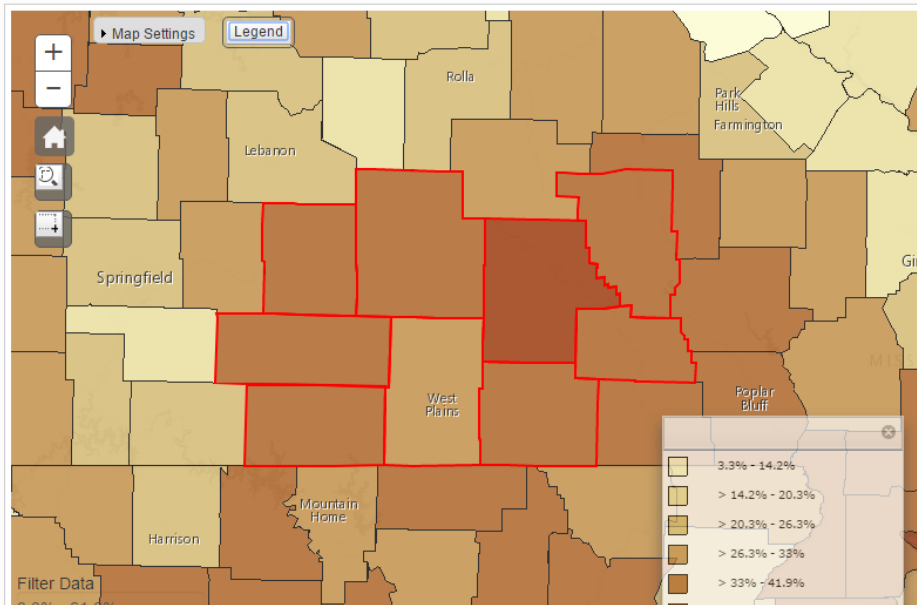 Map Settings
Legend
Rolla
Park
Hills
Farmington
Lebanon
Springfield
West
Plains
Poplar
Bluff
3.3% - 14.2%
> 14.2% - 20.3%
> 20.3% - 26.3%
> 26.3% - 33%
> 33% - 41.9%
Mountain
Home
Harrison
Filter Data